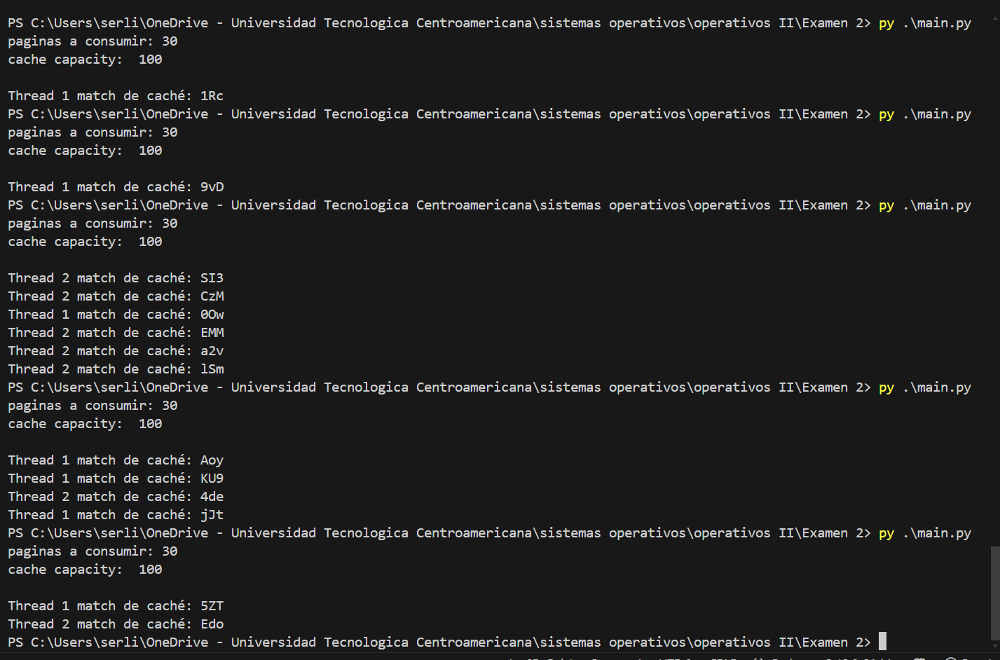 PS C:\Users\serli\OneDrive - Universidad Tecnologica Centroamericana\sistemas operativos\operativos II\Examen 2> py .\main.py
paginas a consumir: 30
cache capacity:  100
Thread 1 match de caché: 1Rc
PS C:\Users\serli\OneDrive - Universidad Tecnologica Centroamericana\sistemas operativos\operativos II\Examen 2> py .\main.py
paginas a consumir: 30
cache capacity:  100
Thread 1 match de caché: 9vD
PS C:\Users\serli\OneDrive - Universidad Tecnologica Centroamericana\sistemas operativos\operativos II\Examen 2> py .\main.py
paginas a consumir: 30
cache capacity:  100
Thread 2 match de caché: SI3
Thread 2 match de caché: CzM
Thread 1 match de caché: 0Ow
Thread 2 match de caché: EMM
Thread 2 match de caché: a2v
Thread 2 match de caché: lSm
PS C:\Users\serli\OneDrive - Universidad Tecnologica Centroamericana\sistemas operativos\operativos II\Examen 2> py .\main.py
paginas a consumir: 30
cache capacity:  100
Thread 1 match de caché: Aoy
Thread 1 match de caché: KU9
Thread 2 match de caché: 4de
Thread 1 match de caché: jJt
PS C:\Users\serli\OneDrive - Universidad Tecnologica Centroamericana\sistemas operativos\operativos II\Examen 2> py .\main.py
paginas a consumir: 30
cache capacity:  100
Thread 1 match de caché: 5ZT
Thread 2 match de caché: Edo
PS C:\Users\serli\OneDrive - Universidad Tecnologica Centroamericana\sistemas operativos\operativos II\Examen 2>